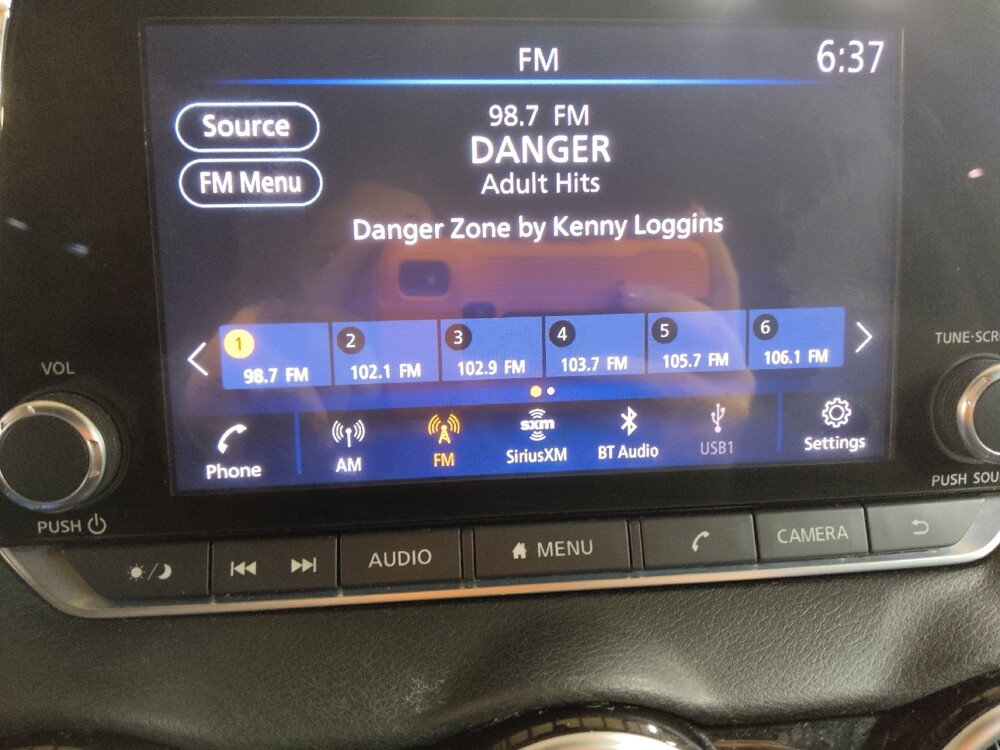 FM
6:37
Source
98.7 FM
DANGER
FM Menu
Adult Hits
Danger Zone by Kenny Loggins
1
2
3
4
5
6
98.7 FM
102.1 FM
102.9 FM
103.7 FM
105.7 FM
106.1 FM
VOL
TUNE·SCR
Phone
AM
FM
sxm
SiriusXM
BT Audio
USB1
Settings
PUSH
PUSH SOU
AUDIO
MENU
CAMERA